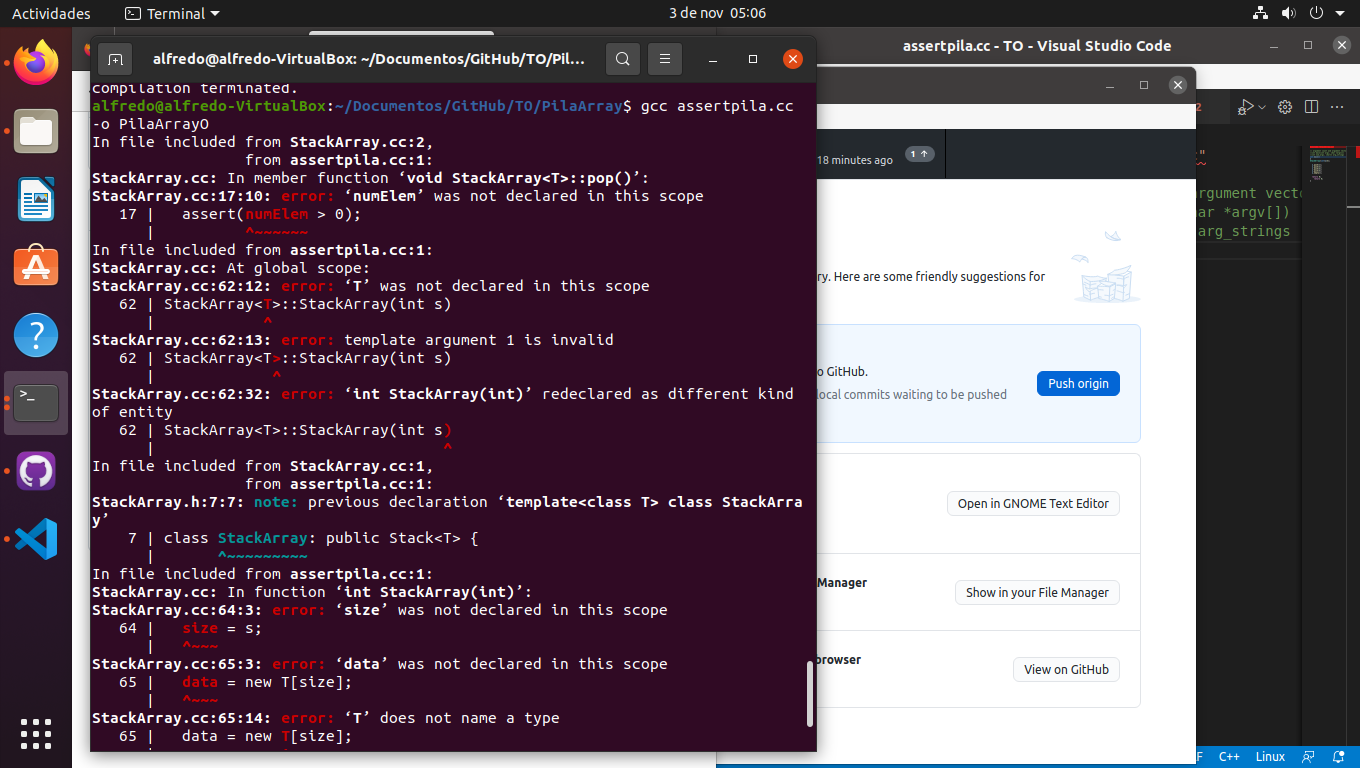 Actividades
Terminal
3 de nov 05:06
alfredo@alfredo-VirtualBox: ~/Documentos/GitHub/TO/Pil...
assertpila.cc - TO - Visual Studio Code
compilation terminated.
alfredo@alfredo-VirtualBox:~/Documentos/GitHub/TO/PilaArray$ gcc assertpila.cc
-o PilaArrayO
In file included from StackArray.cc:2,
from assertpila.cc:1:
StackArray.cc: In member function ‘void StackArray<T>::pop()’:
StackArray.cc:17:10: error: ‘numElem’ was not declared in this scope
17 | assert(numElem > 0);
| ^~~~~~~
In file included from assertpila.cc:1:
StackArray.cc: At global scope:
StackArray.cc:62:12: error: ‘T’ was not declared in this scope
62 | StackArray<T>::StackArray(int s)
| ^
StackArray.cc:62:13: error: template argument 1 is invalid
62 | StackArray<T>::StackArray(int s)
| ^
StackArray.cc:62:32: error: ‘int StackArray(int)’ redeclared as different kind
of entity
62 | StackArray<T>::StackArray(int s)
| ^
In file included from StackArray.cc:1,
from assertpila.cc:1:
StackArray.h:7:7: note: previous declaration ‘template<class T> class StackArra
y’
7 | class StackArray: public Stack<T> {
| ^~~~~~~~~~
In file included from assertpila.cc:1:
StackArray.cc: In function ‘int StackArray(int)’:
StackArray.cc:64:3: error: ‘size’ was not declared in this scope
64 | size = s;
| ^~~~
StackArray.cc:65:3: error: ‘data’ was not declared in this scope
65 | data = new T[size];
| ^~~~
StackArray.cc:65:14: error: ‘T’ does not name a type
65 | data = new T[size];
18 minutes ago
1 ↑
ry. Here are some friendly suggestions for
o GitHub.
local commits waiting to be pushed
Push origin
Open in GNOME Text Editor
Manager
Show in your File Manager
browser
View on GitHub
2
"
argument vecto
ar *argv[])
arg_strings
F
C++
Linux